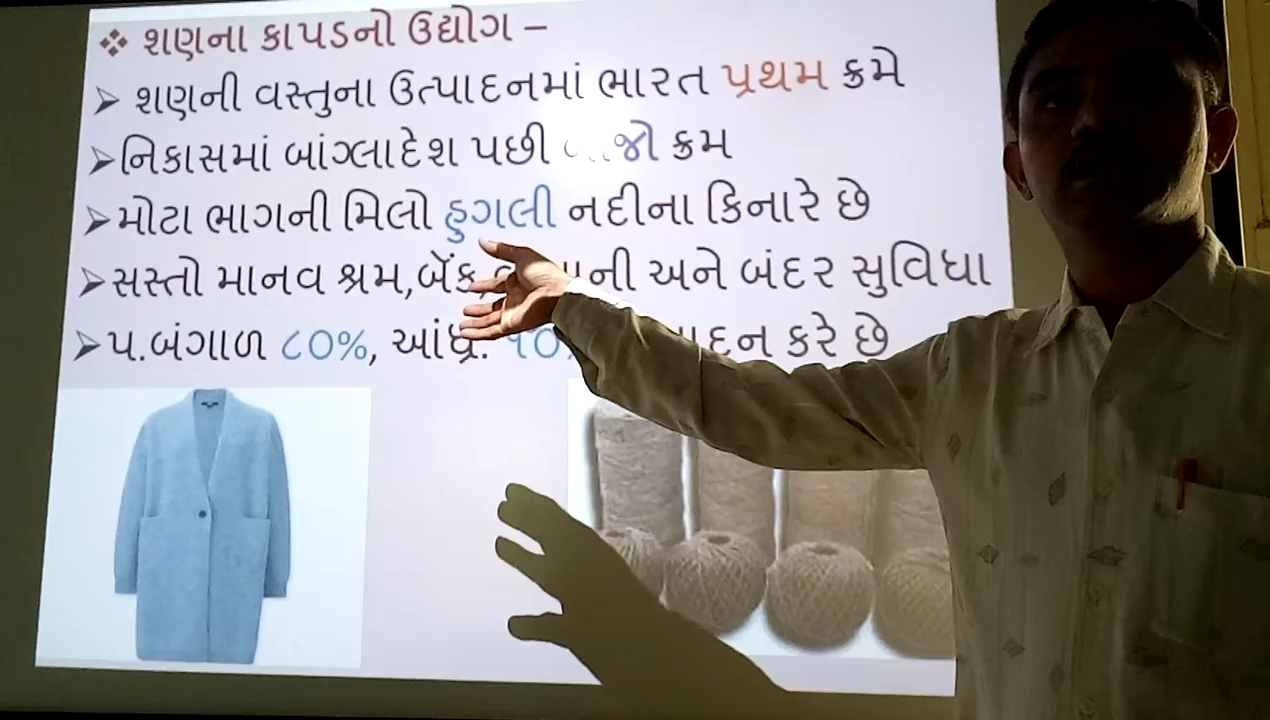 ❖ શણના કાપડનો ઉદ્યોગ –
➢ શણની વસ્તુના ઉત્પાદનમાં ભારત પ્રથમ ક્રમે
➢ નિકાસમાં બાંગ્લાદેશ પછી ક્રમ
➢ મોટા ભાગની મિલો હુગલી નદીના કિનારે છે
➢ સસ્તો માનવ શ્રમ,બેંક, અને બંદર સુવિધા
➢ પ.બંગાળ ૮૦%, આંધ્ર. કરે છે